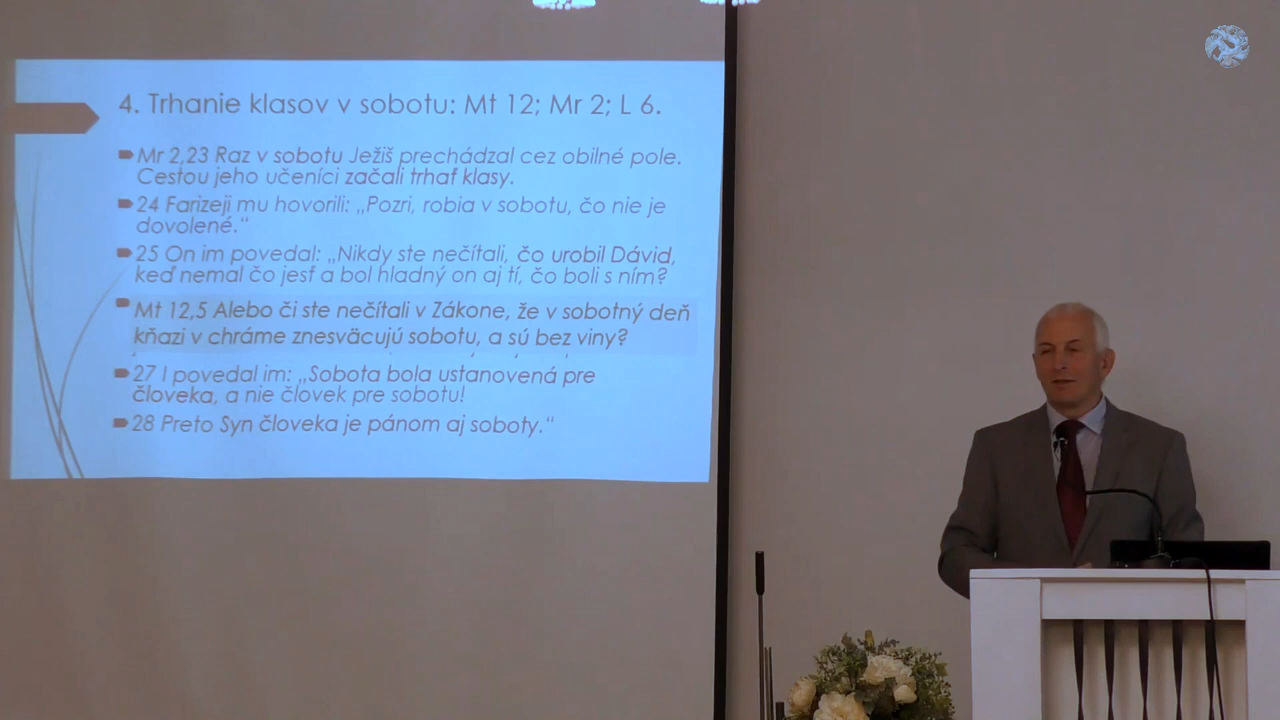 4. Trhanie klasov v sobotu: Mt 12; Mr 2; L 6.
Mr 2,23 Raz v sobotu Ježiš prechádzal cez obilné pole.
Cestou jeho učeníci začali trhať klasy.
24 Farizeji mu hovorili: „Pozri, robia v sobotu, čo nie je
dovolené.“
25 On im povedal: „Nikdy ste nečítali, čo urobil Dávid,
keď nemal čo jesť a bol hladný on aj tí, čo boli s ním?
Mt 12,5 Alebo či ste nečítali v Zákone, že v sobotný deň
kňazi v chráme znesväcujú sobotu, a sú bez viny?
27 I povedal im: „Sobota bola ustanovená pre
človeka, a nie človek pre sobotu!
28 Preto Syn človeka je pánom aj soboty.“